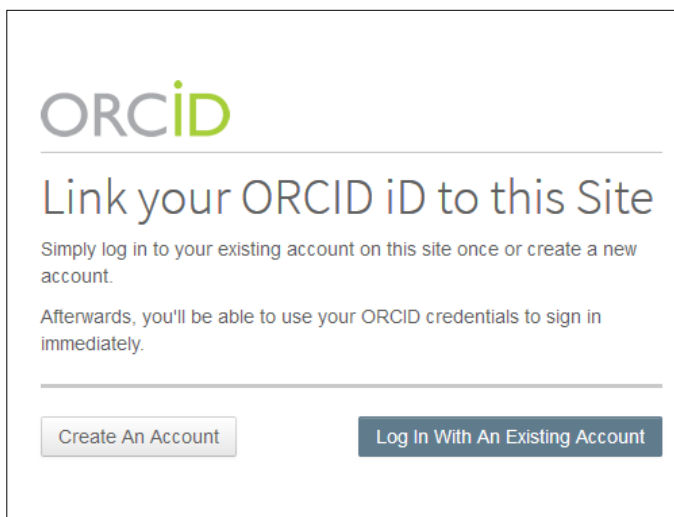 ORCiD
Link your ORCID iD to this Site
Simply log in to your existing account on this site once or create a new
account.
Afterwards, you'll be able to use your ORCID credentials to sign in
immediately.
Create An Account
Log In With An Existing Account